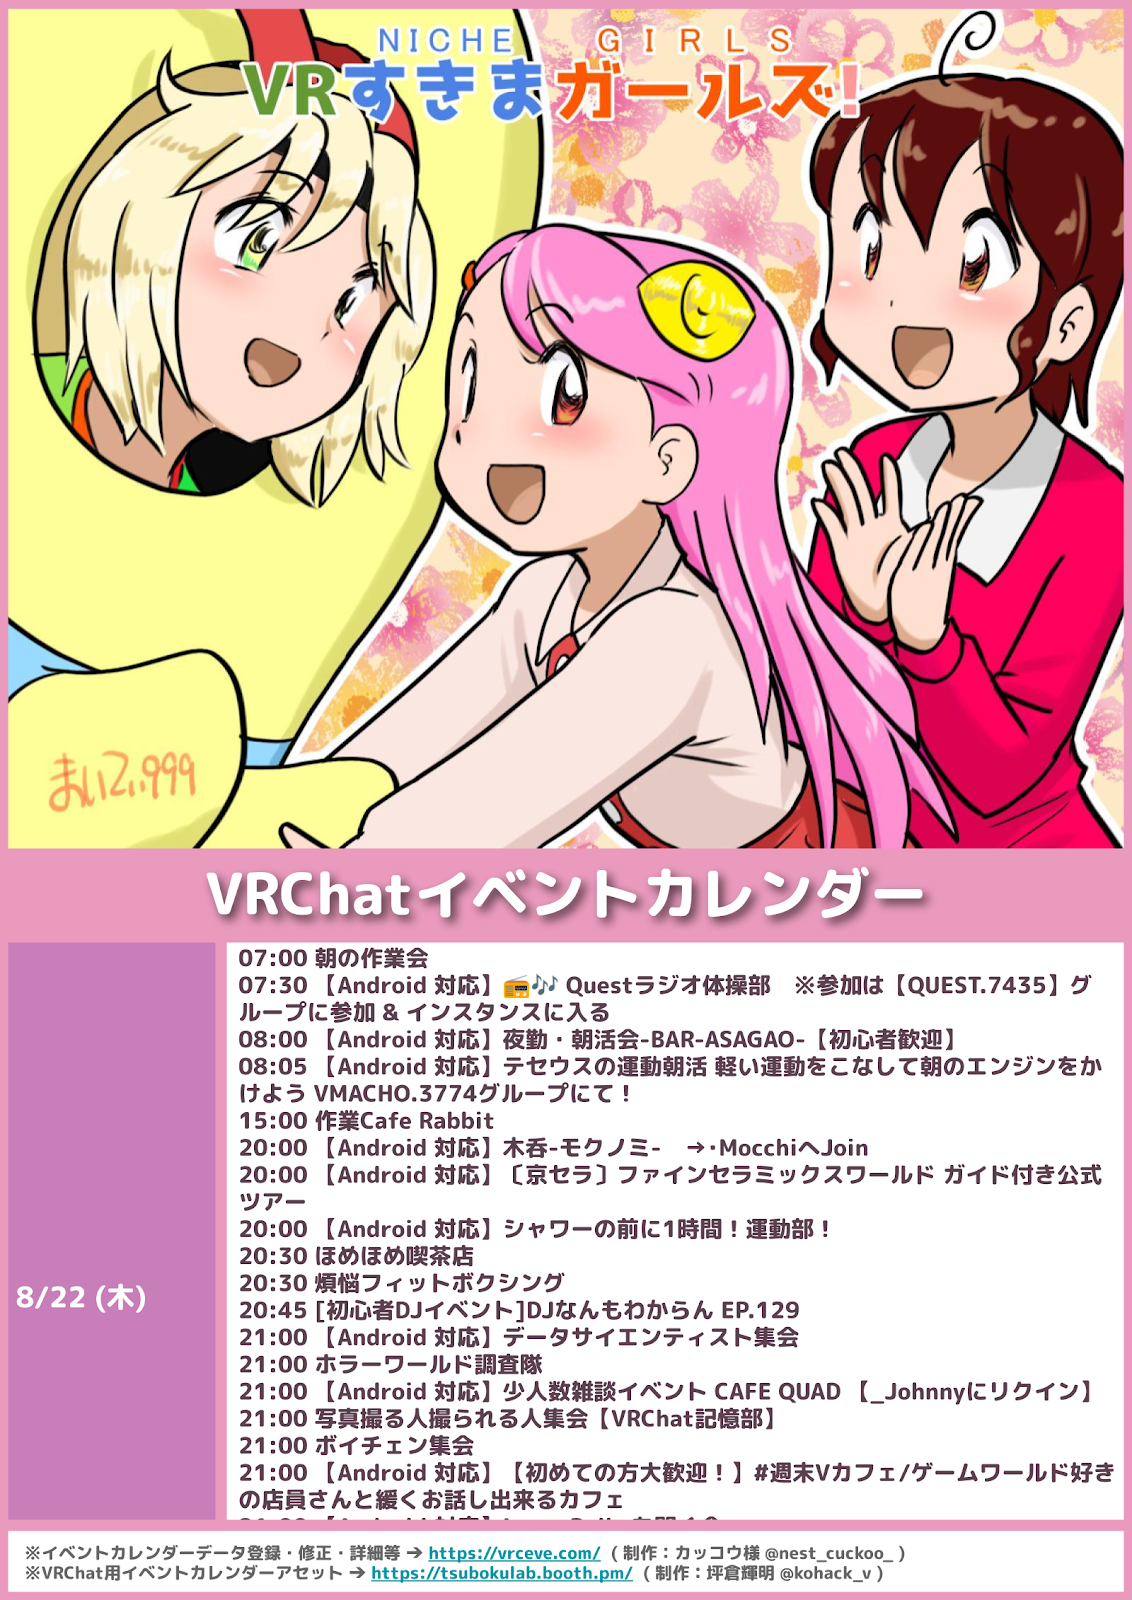 NICHE GIRLS
VRすきまガールズ!
まいてぃ999
VRChatイベントカレンダー
8/22 (木)
07:00 朝の作業会
07:30 【Android 対応】📻🎶 Questラジオ体操部　※参加は【QUEST.7435】グ
ループに参加 & インスタンスに入る
08:00 【Android 対応】夜勤・朝活会-BAR-ASAGAO-【初心者歓迎】
08:05 【Android 対応】テセウスの運動朝活 軽い運動をこなして朝のエンジンをか
けよう VMACHO.3774グループにて！
15:00 作業Cafe Rabbit
20:00 【Android 対応】木呑-モクノミ-　→･MocchiへJoin
20:00 【Android 対応】〔京セラ〕ファインセラミックスワールド ガイド付き公式
ツアー
20:00 【Android 対応】シャワーの前に1時間！運動部！
20:30 ほめほめ喫茶店
20:30 煩悩フィットボクシング
20:45 [初心者DJイベント]DJなんもわからん EP.129
21:00 【Android 対応】データサイエンティスト集会
21:00 ホラーワールド調査隊
21:00 【Android 対応】少人数雑談イベント CAFE QUAD 【_Johnnyにリクイン】
21:00 写真撮る人撮られる人集会【VRChat記憶部】
21:00 ボイチェン集会
21:00 【Android 対応】【初めての方大歓迎！】#週末Vカフェ/ゲームワールド好き
の店員さんと緩くお話し出来るカフェ
※イベントカレンダーデータ登録・修正・詳細等 → https://vrceve.com/ ( 制作：カッコウ様 @nest_cuckoo_ )
※VRChat用イベントカレンダーアセット → https://tsubokulab.booth.pm/ ( 制作：坪倉輝明 @kohack_v )